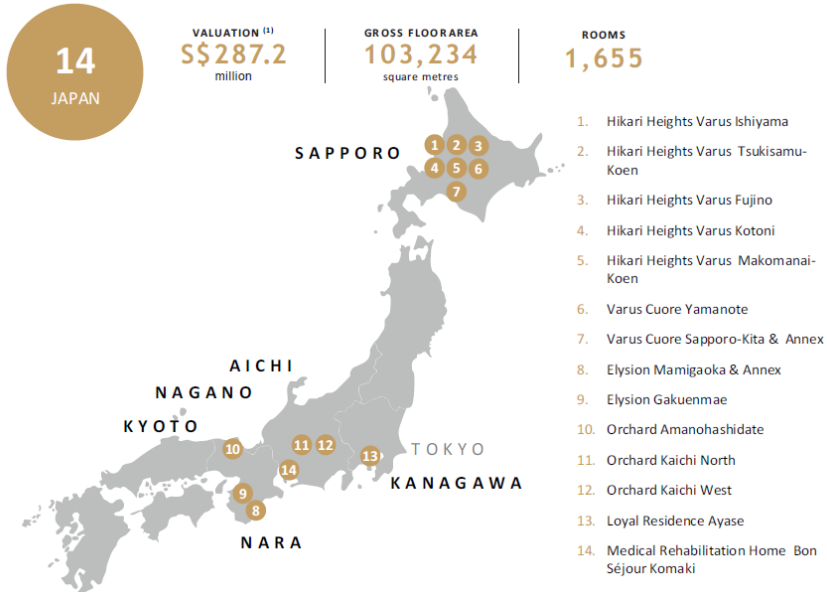 14
JAPAN
VALUATION (1)
S$287.2
million
GROSS FLOORAREA
103,234
square metres
ROOMS
1,655
SAPPORO
1 2 3
4 5 6
7
AICHI
NAGANO
KYOTO
10
11 12
13
TOKYO
14
KANAGAWA
9
8
NARA
1. Hikari Heights Varus Ishiyama
2. Hikari Heights Varus Tsukisamu-
Koen
3. Hikari Heights Varus Fujino
4. Hikari Heights Varus Kotoni
5. Hikari Heights Varus Makomanai-
Koen
6. Varus Cuore Yamanote
7. Varus Cuore Sapporo-Kita & Annex
8. Elysion Mamigaoka & Annex
9. Elysion Gakuenmae
10. Orchard Amanohashidate
11. Orchard Kaichi North
12. Orchard Kaichi West
13. Loyal Residence Ayase
14. Medical Rehabilitation Home Bon
Séjour Komaki